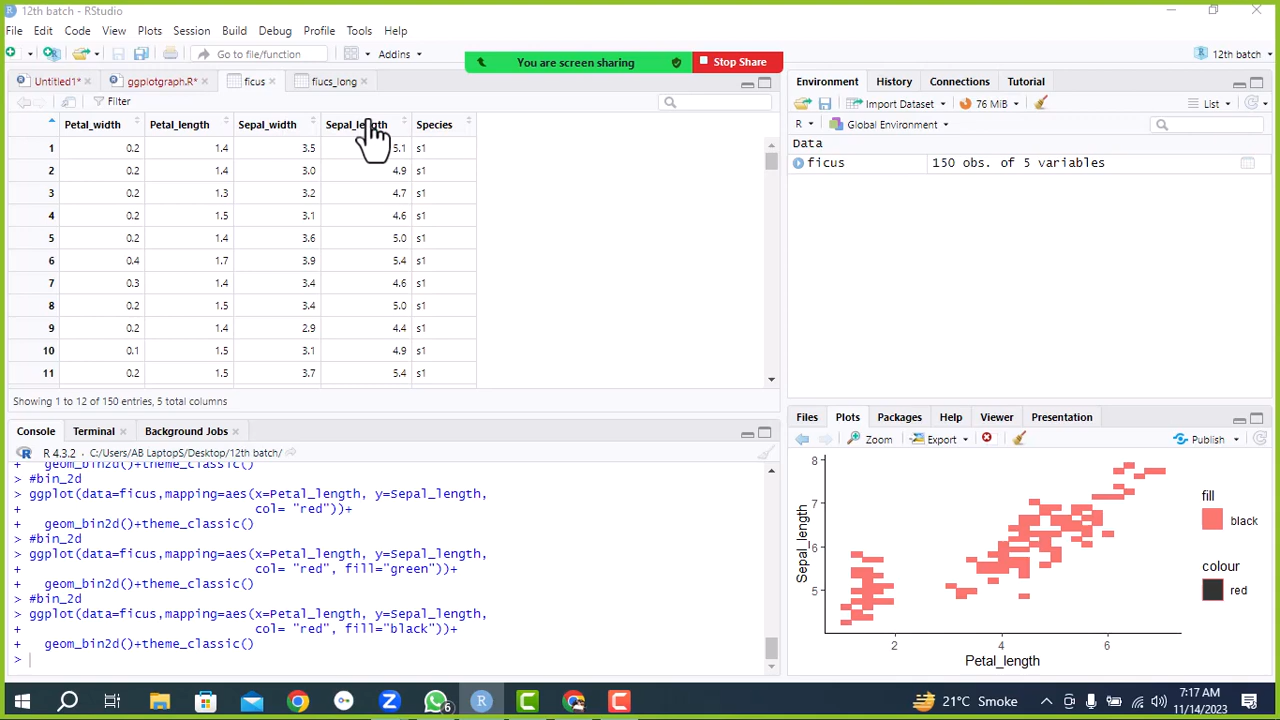 12th batch - RStudio
File Edit Code View Plots Session Build Debug Profile Tools Help
Go to file/function Addins 12th batch
You are screen sharing Stop Share
Untitled1* ggplotgraph.R* ficus fiucs_long
Filter
Petal_width Petal_length Sepal_width Sepal_length Species
1 0.2 1.4 3.5 5.1 s1
2 0.2 1.4 3.0 4.9 s1
3 0.2 1.3 3.2 4.7 s1
4 0.2 1.5 3.1 4.6 s1
5 0.2 1.4 3.6 5.0 s1
6 0.4 1.7 3.9 5.4 s1
7 0.3 1.4 3.4 4.6 s1
8 0.2 1.5 3.4 5.0 s1
9 0.2 1.4 2.9 4.4 s1
10 0.1 1.5 3.1 4.9 s1
11 0.2 1.5 3.7 5.4 s1
Showing 1 to 12 of 150 entries, 5 total columns
Environment History Connections Tutorial
Import Dataset 76 MiB List
R Global Environment
Data
ficus 150 obs. of 5 variables
Console Terminal Background Jobs
R 4.3.2 · C:/Users/AB LaptopS/Desktop/12th batch/
+ geom_bin2d()+theme_classic()
> #bin_2d
> ggplot(data=ficus,mapping=aes(x=Petal_length, y=Sepal_length,
+ col= "red"))+
+ geom_bin2d()+theme_classic()
> #bin_2d
> ggplot(data=ficus,mapping=aes(x=Petal_length, y=Sepal_length,
+ col= "red", fill="green"))+
+ geom_bin2d()+theme_classic()
> #bin_2d
> ggplot(data=ficus,mapping=aes(x=Petal_length, y=Sepal_length,
+ col= "red", fill="black"))+
+ geom_bin2d()+theme_classic()
>
Files Plots Packages Help Viewer Presentation
Zoom Export Publish
8
7
6
5
Sepal_length
2 4 6
Petal_length
fill
black
colour
red
6
21°C Smoke
7:17 AM
11/14/2023